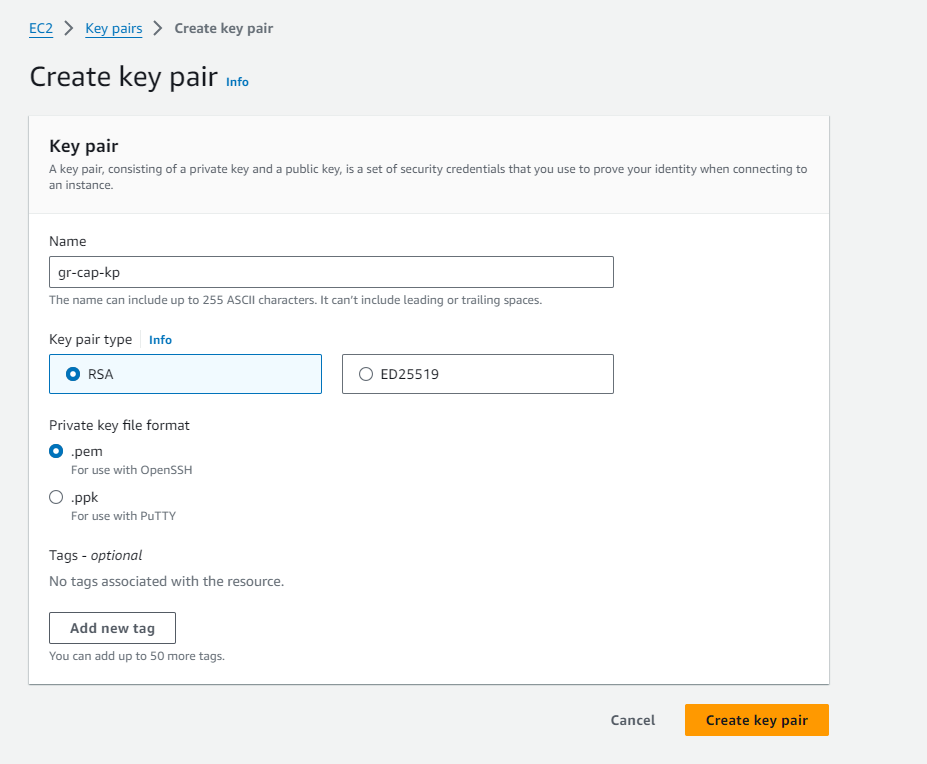 EC2 > Key pairs > Create key pair
Create key pair Info
Key pair
A key pair, consisting of a private key and a public key, is a set of security credentials that you use to prove your identity when connecting to
an instance.
Name
gr-cap-kp
The name can include up to 255 ASCII characters. It can't include leading or trailing spaces.
Key pair type Info
RSA ED25519
Private key file format
.pem
For use with OpenSSH
.ppk
For use with PuTTY
Tags - optional
No tags associated with the resource.
Add new tag
You can add up to 50 more tags.
Cancel Create key pair